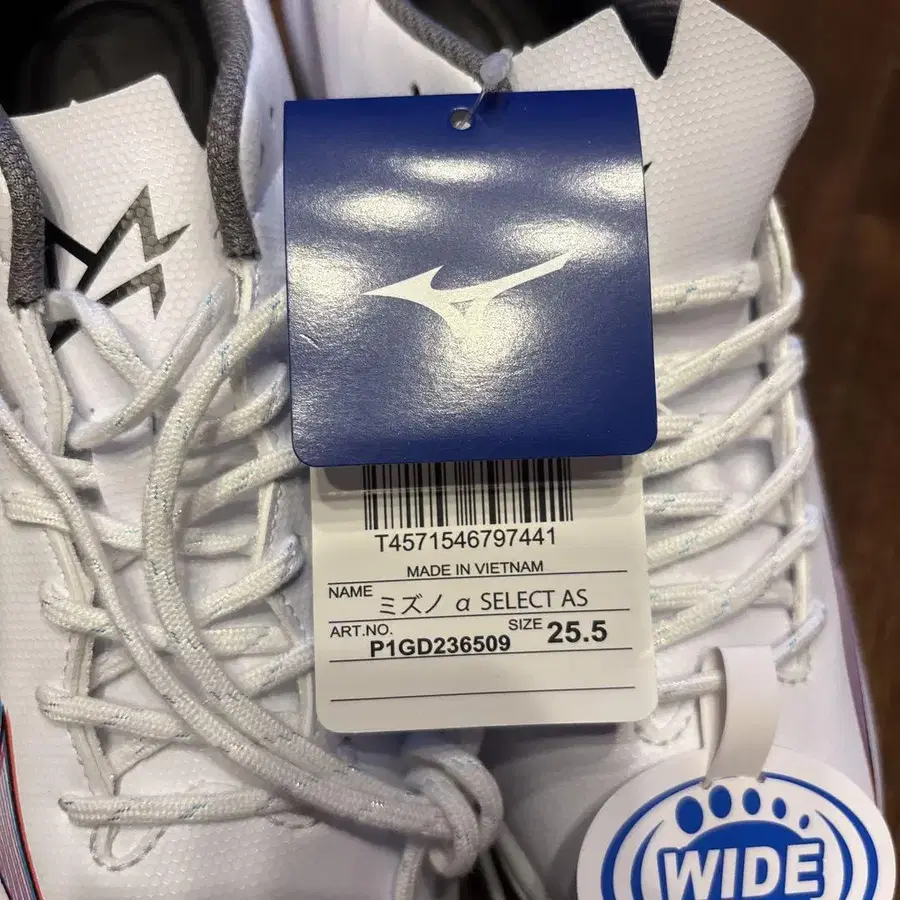 T4571546797441
MADE IN VIETNAM
NAME ミズノ α SELECT AS
ART.NO. P1GD236509 SIZE 25.5
WIDE